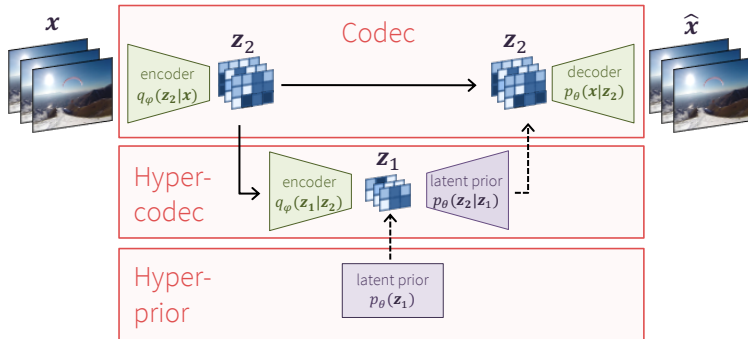 x
Codec
x̂
z₂
z₂
encoder
qφ(z₂|x)
decoder
pθ(x|z₂)
Hyper-
codec
z₁
encoder
qφ(z₁|z₂)
latent prior
pθ(z₂|z₁)
Hyper-
prior
latent prior
pθ(z₁)